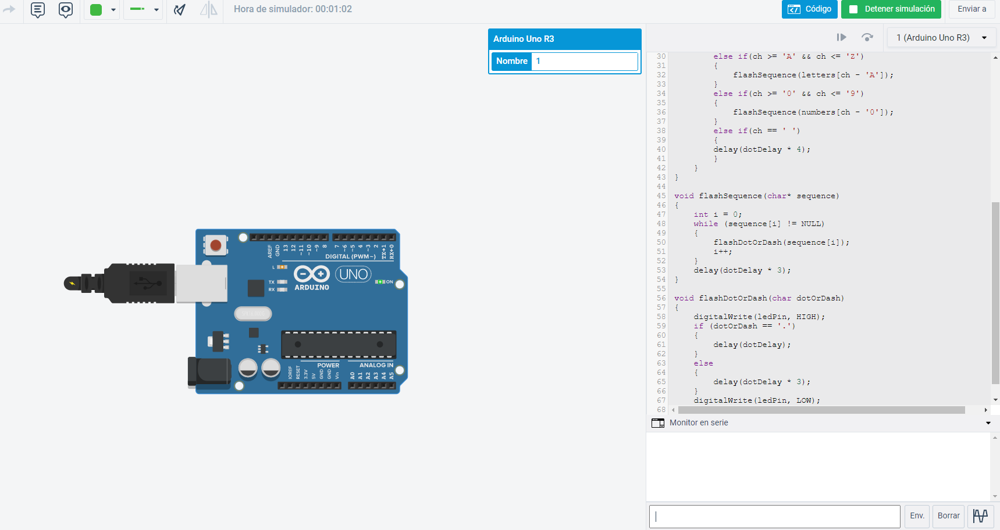 Hora de simulador: 00:01:02
Código
Detener simulación
Enviar a
Arduino Uno R3
Nombre 1
1 (Arduino Uno R3)
30 else if(ch >= 'A' && ch <= 'Z')
31 {
32 flashSequence(letters[ch - 'A']);
33 }
34 else if(ch >= '0' && ch <= '9')
35 {
36 flashSequence(numbers[ch - '0']);
37 }
38 else if(ch == ' ')
39 {
40 delay(dotDelay * 4);
41 }
42 }
43 }
44
45 void flashSequence(char* sequence)
46 {
47 int i = 0;
48 while (sequence[i] != NULL)
49 {
50 flashDotOrDash(sequence[i]);
51 i++;
52 }
53 delay(dotDelay * 3);
54 }
55
56 void flashDotOrDash(char dotOrDash)
57 {
58 digitalWrite(ledPin, HIGH);
59 if (dotOrDash == '.')
60 {
61 delay(dotDelay);
62 }
63 else
64 {
65 delay(dotDelay * 3);
66 }
67 digitalWrite(ledPin, LOW);
68
Monitor en serie
Env.
Borrar
AREF
GND
13
12
~11
~10
~9
8
7
~6
~5
4
~3
2
TX→1
RX←0
DIGITAL (PWM~)
L
TX
RX
ARDUINO
UNO
ON
POWER
ANALOG IN
IOREF
RESET
3.3V
5V
GND
GND
Vin
A0
A1
A2
A3
A4
A5